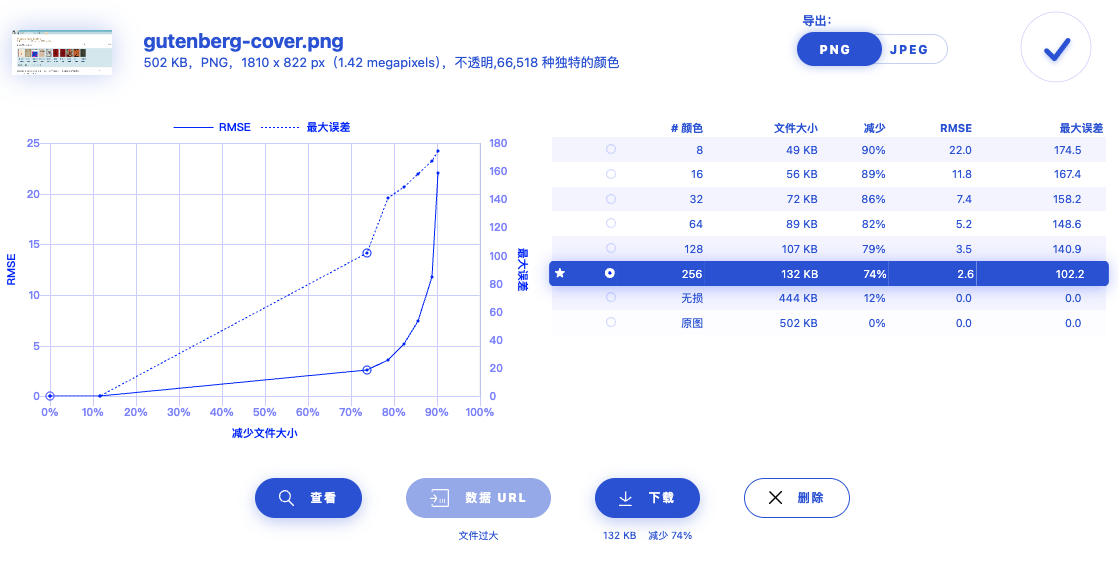 导出：
gutenberg-cover.png
PNG
JPEG
502 KB，PNG，1810 x 822 px（1.42 megapixels），不透明,66,518 种独特的颜色
RMSE
最大误差
25
20
15
10
5
0
RMSE
180
160
140
120
100
80
60
40
20
0
最大误差
0% 10% 20% 30% 40% 50% 60% 70% 80% 90% 100%
减少文件大小
# 颜色 文件大小 减少 RMSE 最大误差
8 49 KB 90% 22.0 174.5
16 56 KB 89% 11.8 167.4
32 72 KB 86% 7.4 158.2
64 89 KB 82% 5.2 148.6
128 107 KB 79% 3.5 140.9
256 132 KB 74% 2.6 102.2
无损 444 KB 12% 0.0 0.0
原图 502 KB 0% 0.0 0.0
查看
数据 URL
下载
删除
文件过大
132 KB 减少 74%